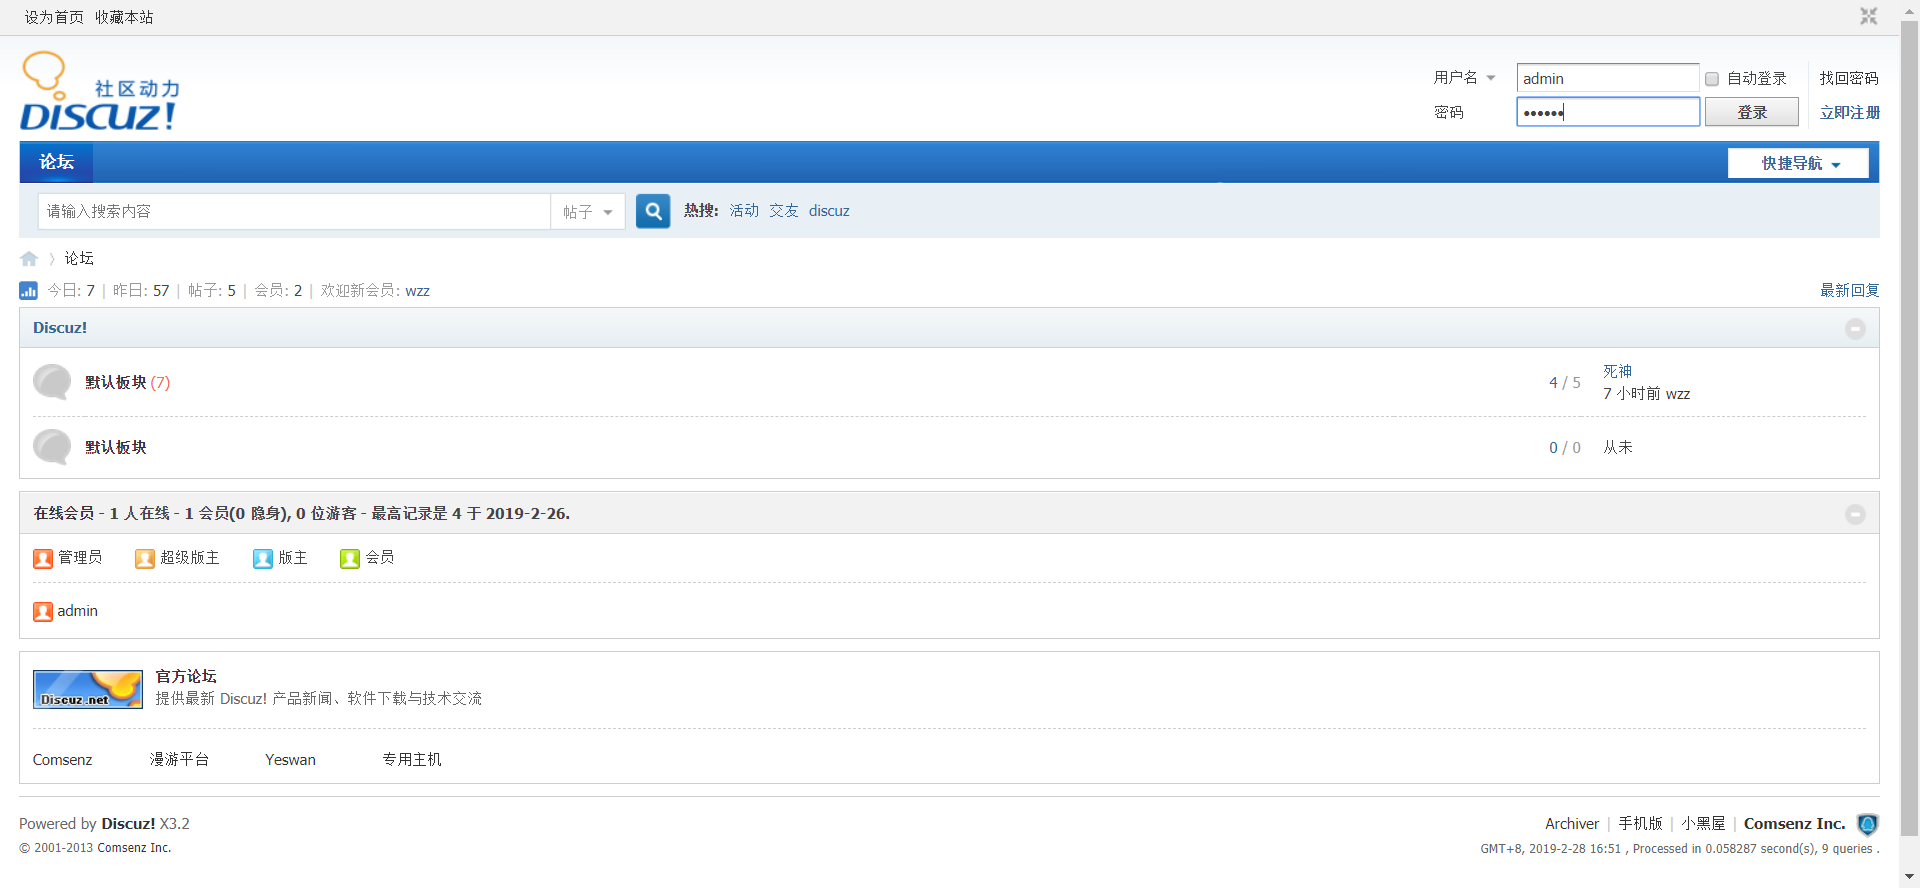 设为首页 收藏本站
社区动力
DISCUZ!
用户名 admin 自动登录 找回密码
密码 •••••• 登录 立即注册
论坛 快捷导航
请输入搜索内容 帖子 热搜: 活动 交友 discuz
论坛
今日: 7 | 昨日: 57 | 帖子: 5 | 会员: 2 | 欢迎新会员: wzz 最新回复
Discuz!
默认板块 (7) 4 / 5 死神
7 小时前 wzz
默认板块 0 / 0 从未
在线会员 - 1 人在线 - 1 会员(0 隐身), 0 位游客 - 最高记录是 4 于 2019-2-26.
管理员 超级版主 版主 会员
admin
Discuz.net 官方论坛
提供最新 Discuz! 产品新闻、软件下载与技术交流
Comsenz 漫游平台 Yeswan 专用主机
Powered by Discuz! X3.2 Archiver | 手机版 | 小黑屋 | Comsenz Inc.
© 2001-2013 Comsenz Inc. GMT+8, 2019-2-28 16:51 , Processed in 0.058287 second(s), 9 queries .